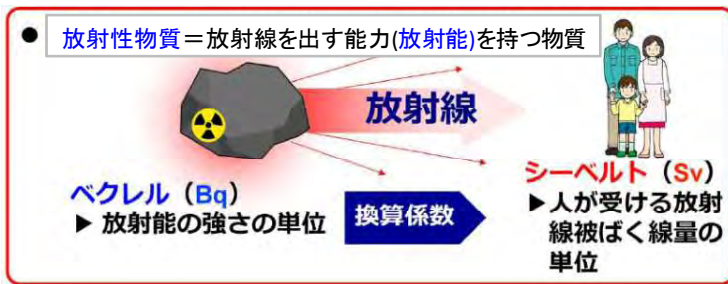 ● 放射性物質＝放射線を出す能力(放射能)を持つ物質
放射線
ベクレル（Bq）
▶ 放射能の強さの単位
換算係数
シーベルト（Sv）
▶人が受ける放射
線被ばく線量の
単位